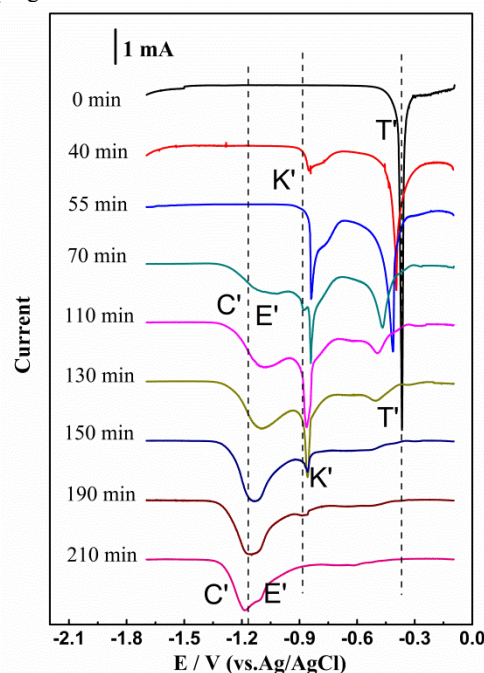 1 mA
0 min
T'
40 min
K'
55 min
70 min
C' E'
110 min
130 min
T'
150 min
K'
190 min
210 min
C' E'
Current
-2.1 -1.8 -1.5 -1.2 -0.9 -0.6 -0.3 0.0
E / V (vs.Ag/AgCl)